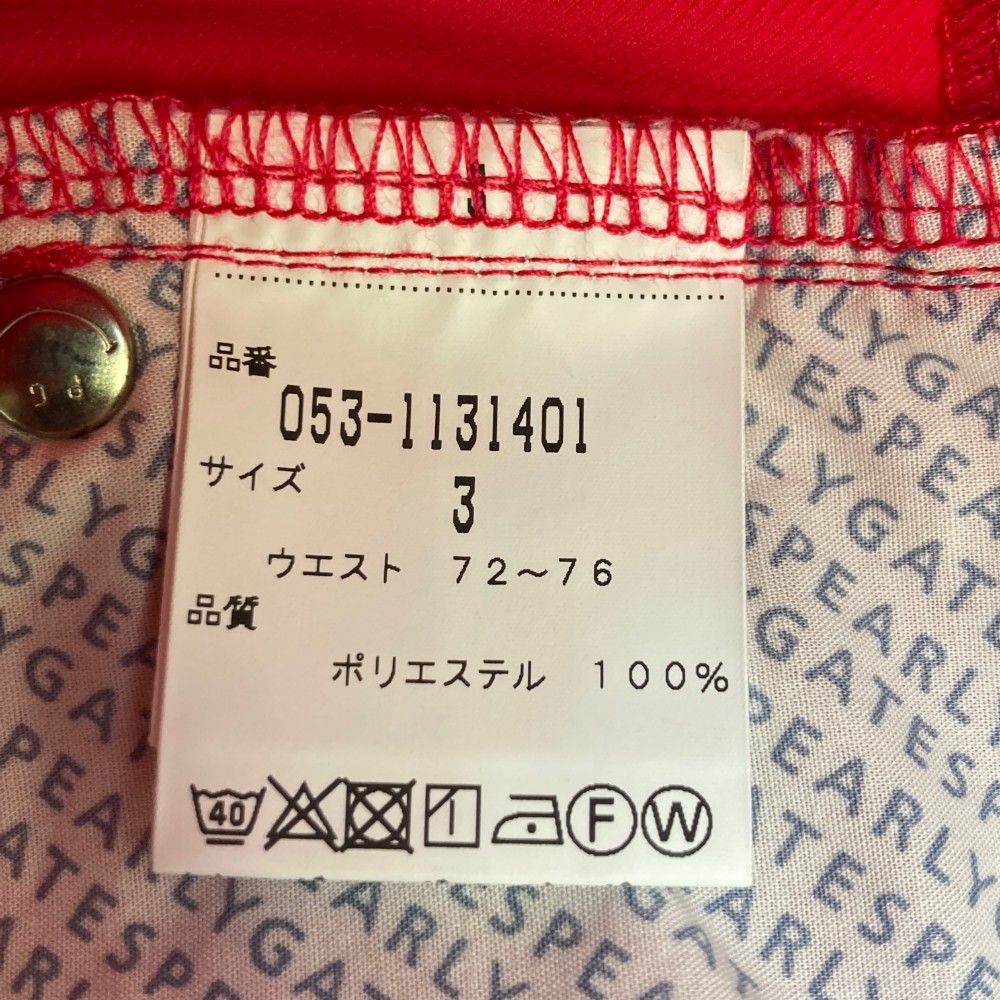 品番
053-1131401
サイズ
3
ウエスト 72~76
品質
ポリエステル 100%
40
F
W
PEARLYGATES